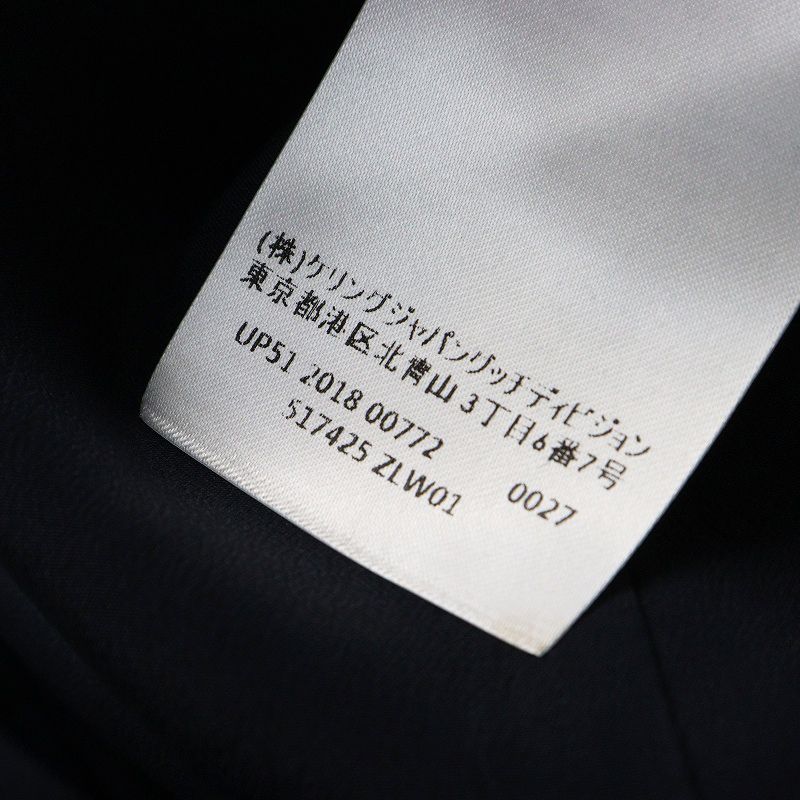 (株)ケリングジャパングッチディビジョン
東京都港区北青山3丁目6番7号
UP51 2018 00772 0027
517425 ZLW01